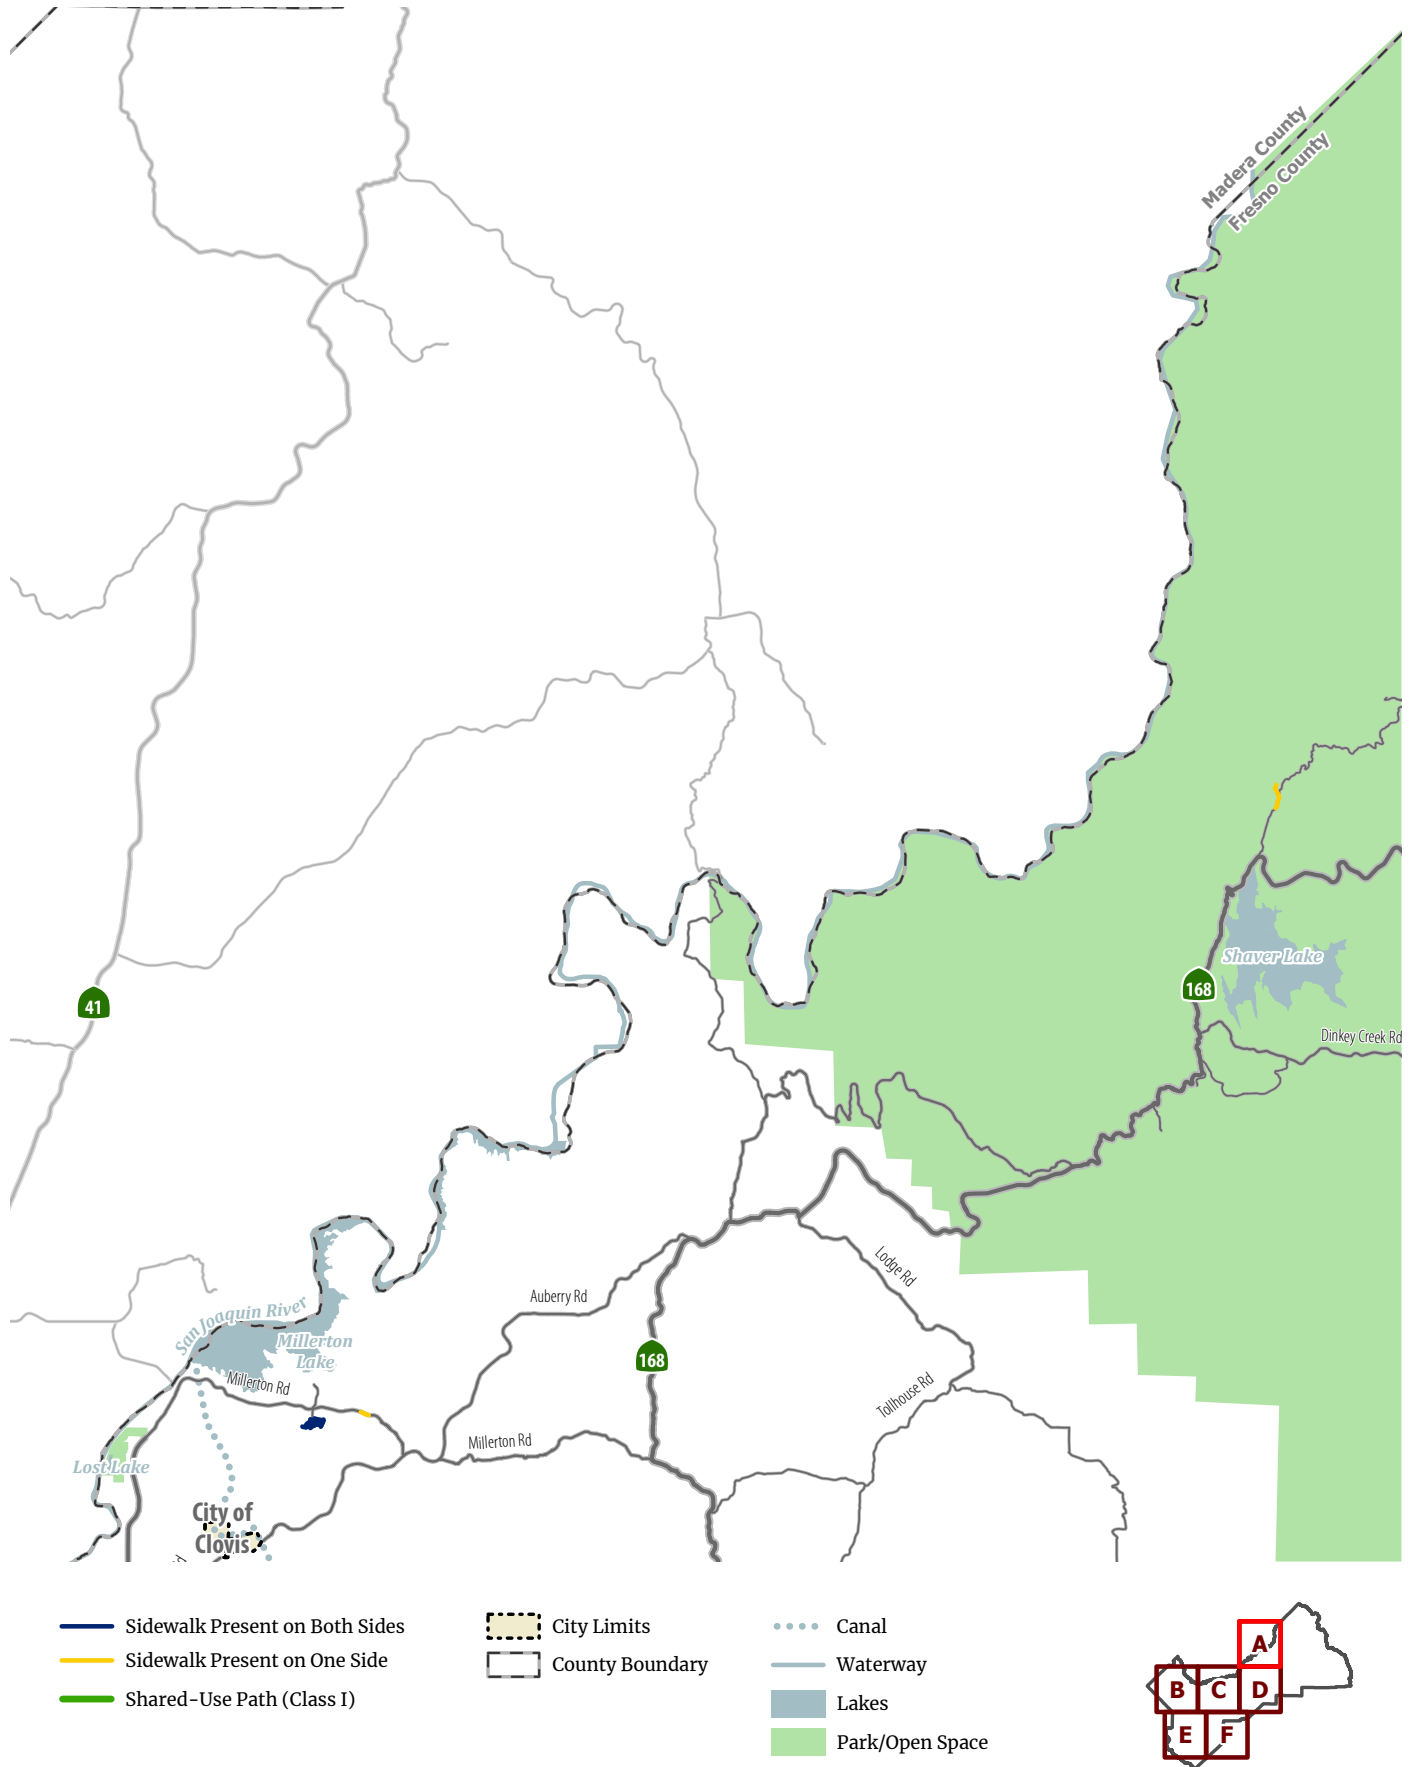 Madera County
Fresno County
Shaver Lake
168
41
Dinkey Creek Rd
Lodge Rd
Auberry Rd
San Joaquin River
Millerton
Lake
168
Millerton Rd
Tollhouse Rd
Millerton Rd
Lost Lake
City of
Clovis
Sidewalk Present on Both Sides
Sidewalk Present on One Side
Shared-Use Path (Class I)
City Limits
County Boundary
Canal
Waterway
Lakes
Park/Open Space
A
B C D
E F